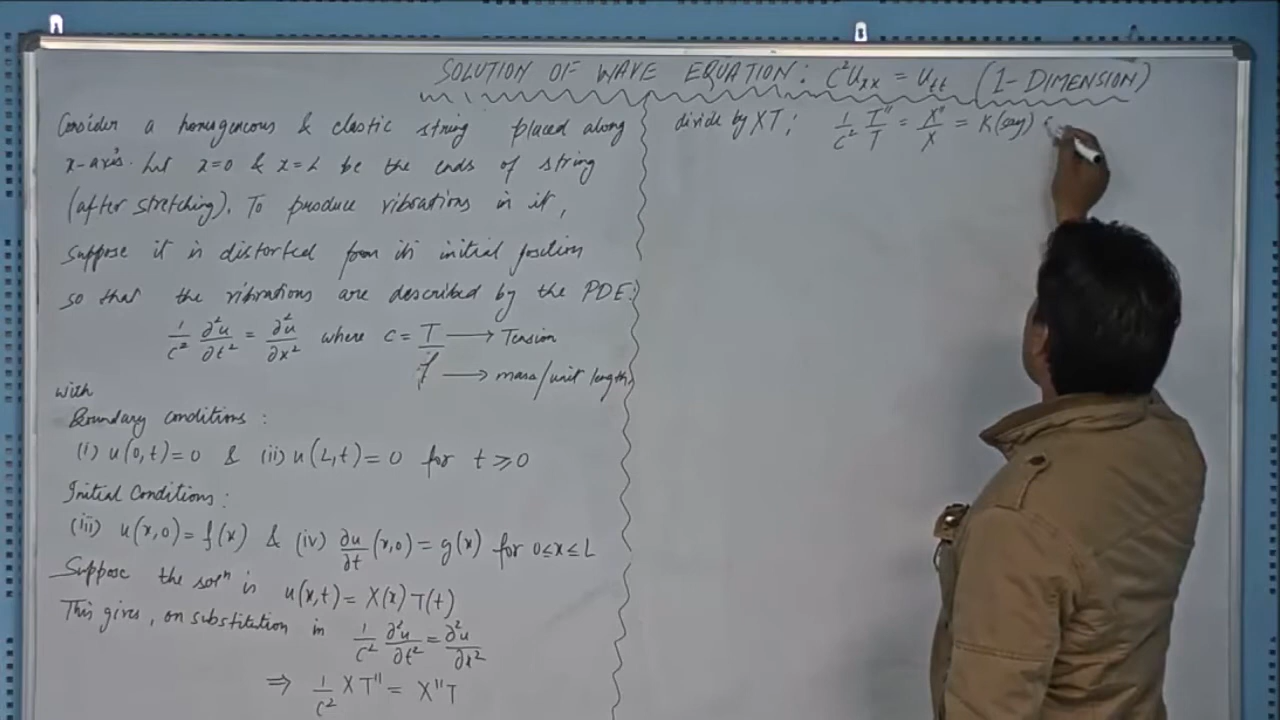 SOLUTION OF WAVE EQUATION: C²Uxx = Utt (1-DIMENSION)
Consider a homogeneous & elastic string placed along
x-axis. Let x=0 & x=L be the ends of string
(after stretching). To produce vibrations in it,
suppose it is distorted from its initial position
so that the vibrations are described by the PDE:
1/c² ∂²u/∂t² = ∂²u/∂x² where c = T/ρ
T → Tension
ρ → mass/unit length
with
Boundary conditions:
(i) u(0,t)=0 & (ii) u(L,t)=0 for t≥0
Initial Conditions:
(iii) u(x,0)=f(x) & (iv) ∂u/∂t (x,0)=g(x) for 0≤x≤L
Suppose the solⁿ is u(x,t)=X(x)T(t)
This gives, on substitution in 1/c² ∂²u/∂t² = ∂²u/∂x²
⇒ 1/c² XT" = X"T
divide by XT; 1/c² T"/T = X"/X = K(say)